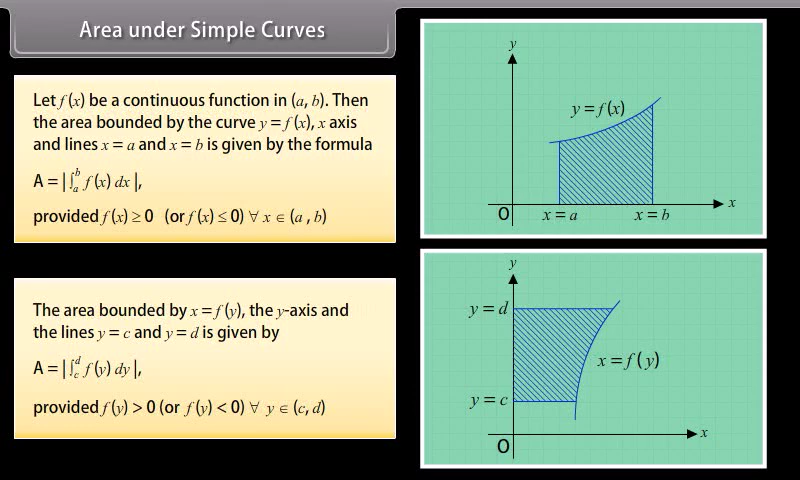 Area under Simple Curves
Let f (x) be a continuous function in (a, b). Then
the area bounded by the curve y = f (x), x axis
and lines x = a and x = b is given by the formula
A = | ∫ₐᵇ f (x) dx |,
provided f (x) ≥ 0 (or f (x) ≤ 0) ∀ x ∈ (a , b)
y
y = f (x)
O
x = a
x = b
x
The area bounded by x = f (y), the y-axis and
the lines y = c and y = d is given by
A = | ∫_c^d f (y) dy |,
provided f (y) > 0 (or f (y) < 0) ∀ y ∈ (c, d)
y
y = d
x = f ( y)
y = c
O
x